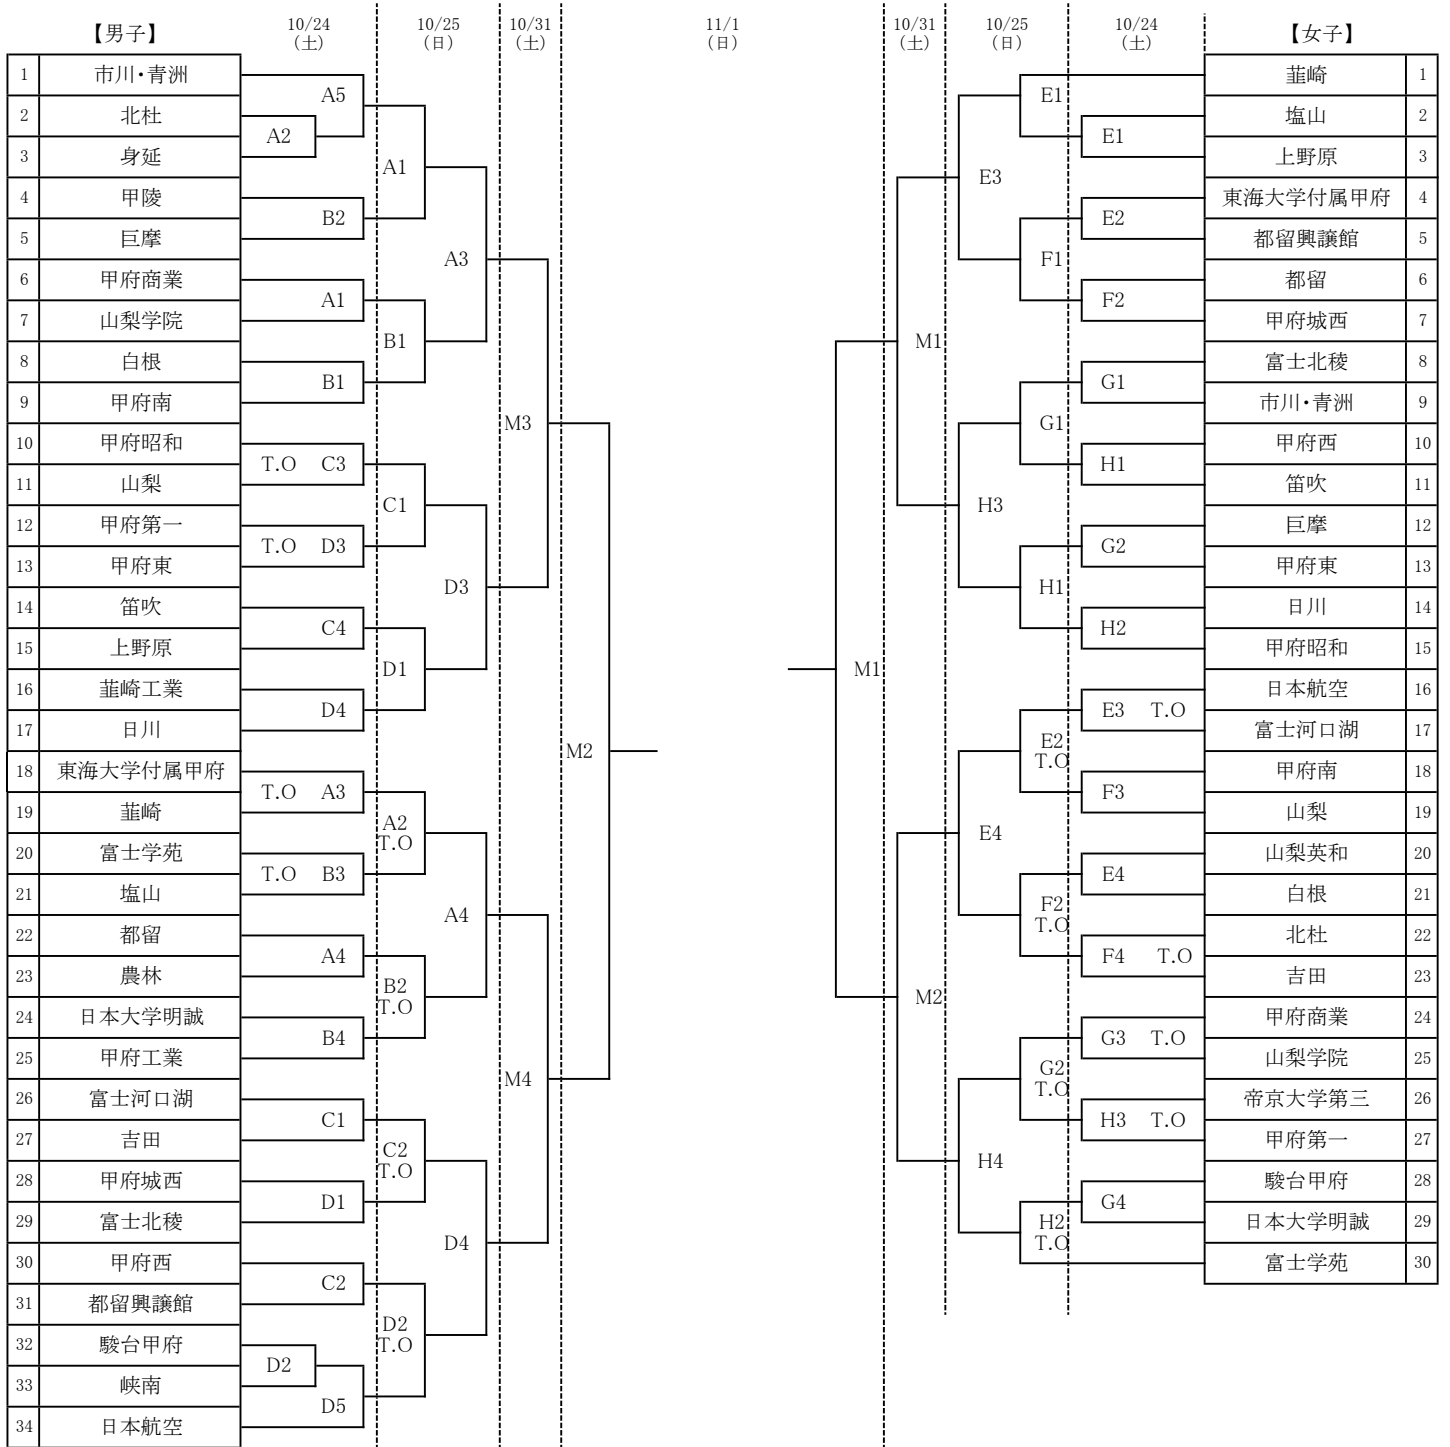 【男子】
10/24
(土)
10/25
(日)
10/31
(土)
11/1
(日)
10/31
(土)
10/25
(日)
10/24
(土)
【女子】
1 市川・青洲
2 北杜
3 身延
4 甲陵
5 巨摩
6 甲府商業
7 山梨学院
8 白根
9 甲府南
10 甲府昭和
11 山梨
12 甲府第一
13 甲府東
14 笛吹
15 上野原
16 韮崎工業
17 日川
18 東海大学付属甲府
19 韮崎
20 富士学苑
21 塩山
22 都留
23 農林
24 日本大学明誠
25 甲府工業
26 富士河口湖
27 吉田
28 甲府城西
29 富士北稜
30 甲府西
31 都留興譲館
32 駿台甲府
33 峡南
34 日本航空
A5
A2
B2
A1
B1
T.O C3
T.O D3
C4
D4
T.O A3
T.O B3
A4
B4
C1
D1
C2
D2
D5
A1
B1
C1
D1
A2
T.O
B2
T.O
C2
T.O
D2
T.O
A3
D3
A4
D4
M3
M4
M2
M1
M1
M2
E3
H3
E4
H4
E1
F1
G1
H1
E2
T.O
F2
T.O
G2
T.O
H2
T.O
E1
E2
F2
G1
H1
G2
H2
E3 T.O
F3
E4
F4 T.O
G3 T.O
H3 T.O
G4
韮崎 1
塩山 2
上野原 3
東海大学付属甲府 4
都留興譲館 5
都留 6
甲府城西 7
富士北稜 8
市川・青洲 9
甲府西 10
笛吹 11
巨摩 12
甲府東 13
日川 14
甲府昭和 15
日本航空 16
富士河口湖 17
甲府南 18
山梨 19
山梨英和 20
白根 21
北杜 22
吉田 23
甲府商業 24
山梨学院 25
帝京大学第三 26
甲府第一 27
駿台甲府 28
日本大学明誠 29
富士学苑 30